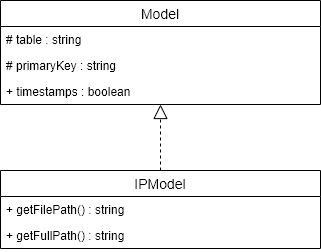 Model
# table : string
# primaryKey : string
+ timestamps : boolean
IPModel
+ getFilePath() : string
+ getFullPath() : string